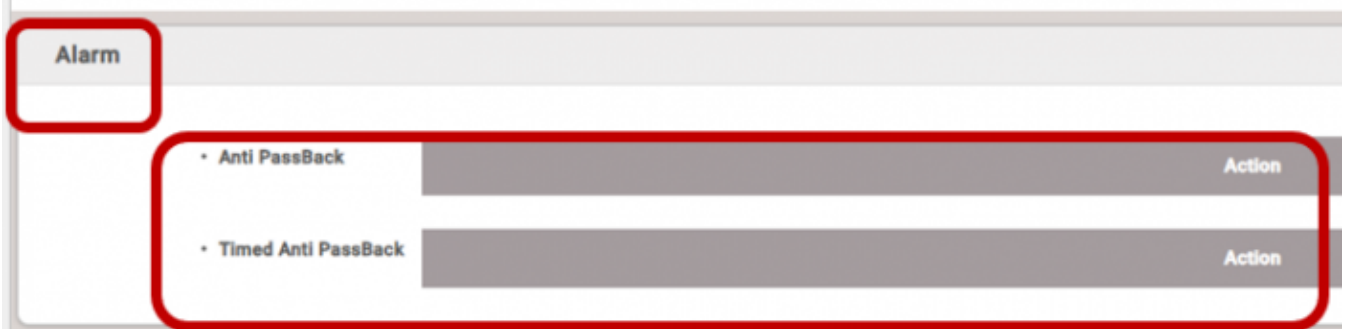 Alarm
• Anti PassBack
Action
• Timed Anti PassBack
Action